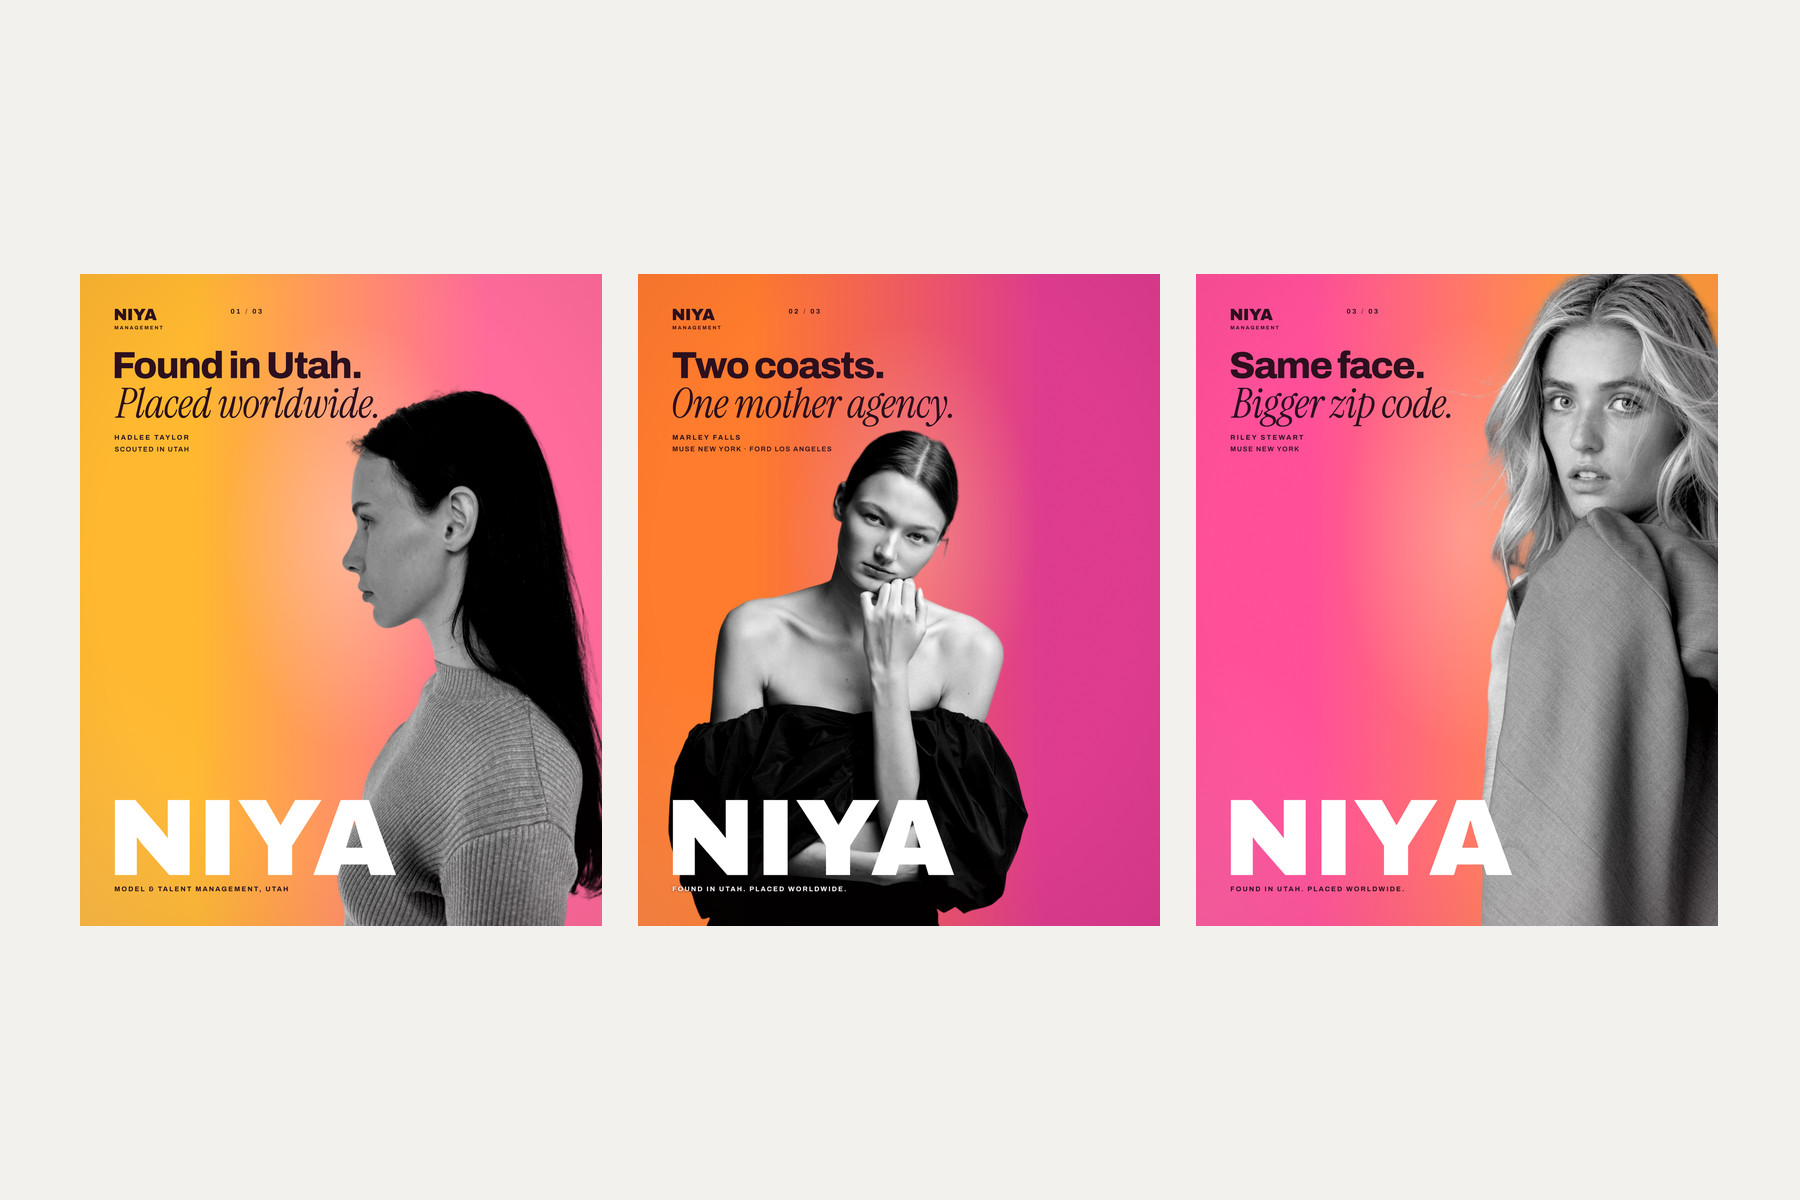 NIYA
MANAGEMENT
01 / 03
Found in Utah.
Placed worldwide.
HADLEE TAYLOR
SCOUTED IN UTAH
NIYA
MODEL & TALENT MANAGEMENT, UTAH
NIYA
MANAGEMENT
02 / 03
Two coasts.
One mother agency.
MARLEY FALLS
MUSE NEW YORK · FORD LOS ANGELES
NIYA
FOUND IN UTAH. PLACED WORLDWIDE.
NIYA
MANAGEMENT
03 / 03
Same face.
Bigger zip code.
RILEY STEWART
MUSE NEW YORK
NIYA
FOUND IN UTAH. PLACED WORLDWIDE.